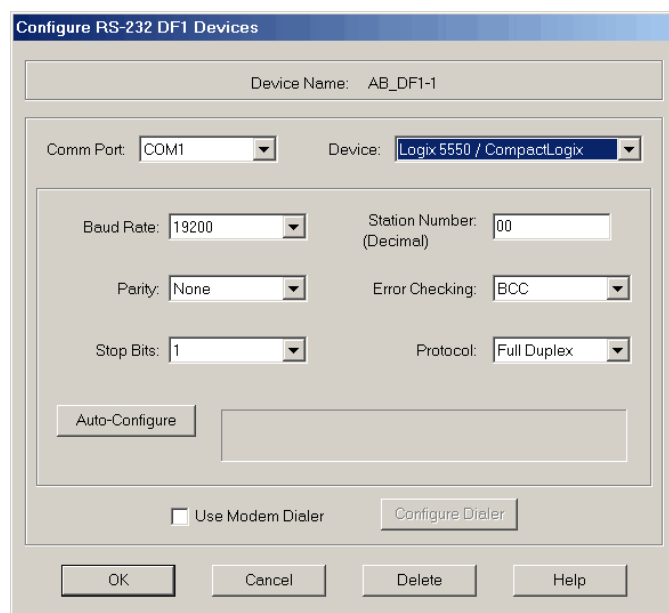 Configure RS-232 DF1 Devices
Device Name: AB_DF1-1
Comm Port: COM1 Device: Logix 5550 / CompactLogix
Baud Rate: 19200 Station Number: 00
(Decimal)
Parity: None Error Checking: BCC
Stop Bits: 1 Protocol: Full Duplex
Auto-Configure
Use Modem Dialer Configure Dialer
OK Cancel Delete Help